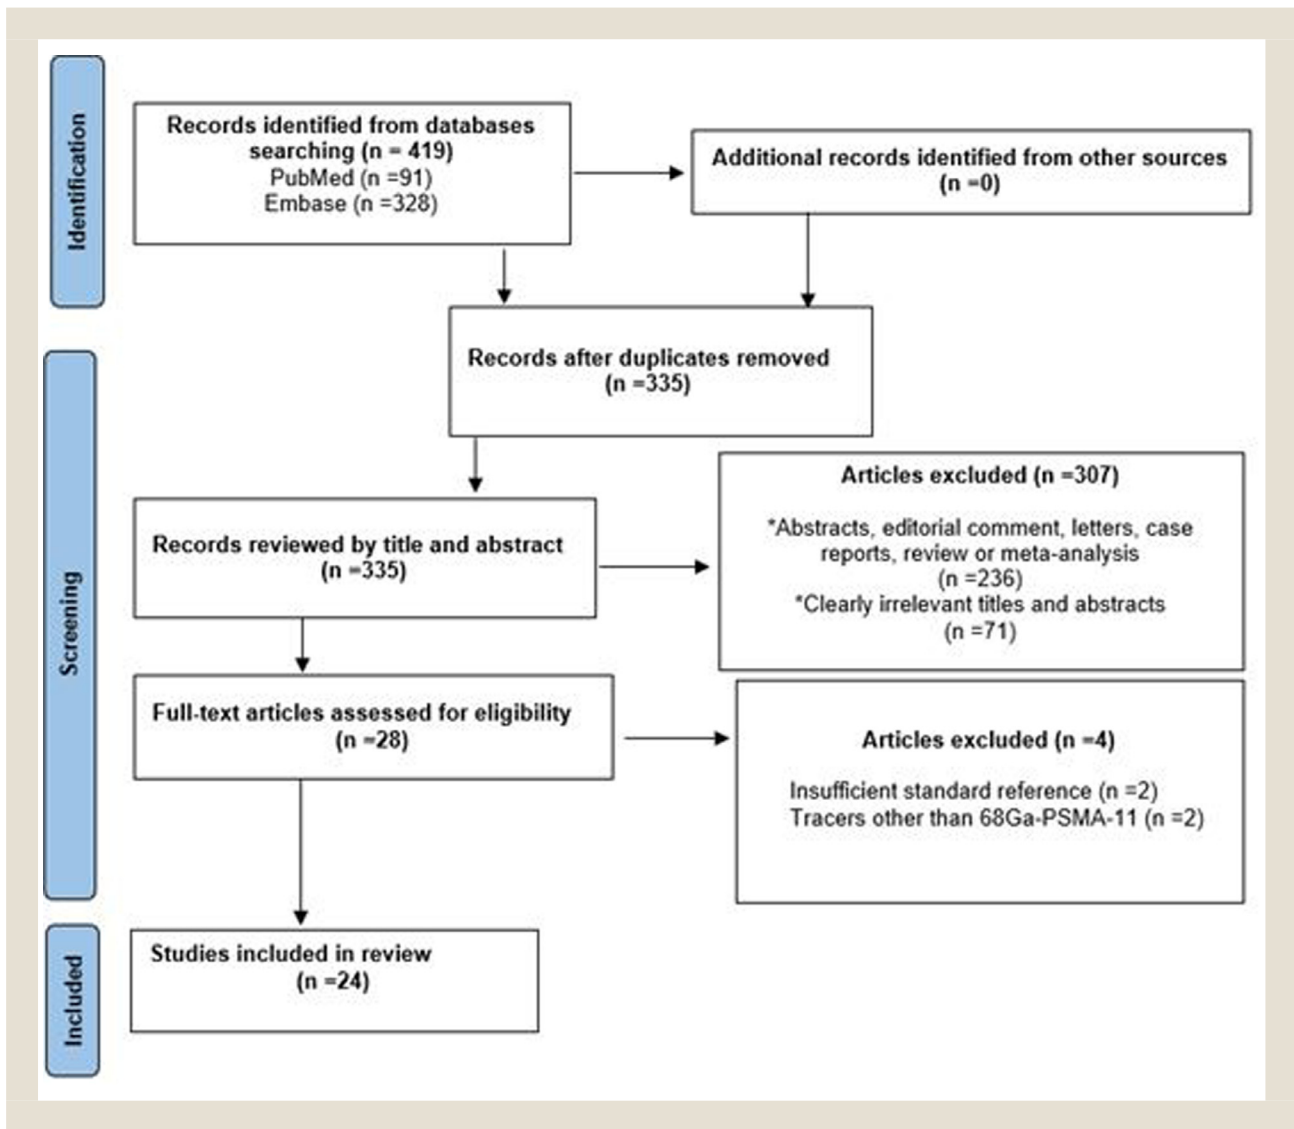 Identification
Records identified from databases
searching (n = 419)
PubMed (n =91)
Embase (n =328)
Additional records identified from other sources
(n =0)
Records after duplicates removed
(n =335)
Screening
Records reviewed by title and abstract
(n =335)
Articles excluded (n =307)
*Abstracts, editorial comment, letters, case
reports, review or meta-analysis
(n =236)
*Clearly irrelevant titles and abstracts
(n =71)
Full-text articles assessed for eligibility
(n =28)
Articles excluded (n =4)
Insufficient standard reference (n =2)
Tracers other than 68Ga-PSMA-11 (n =2)
Included
Studies included in review
(n =24)